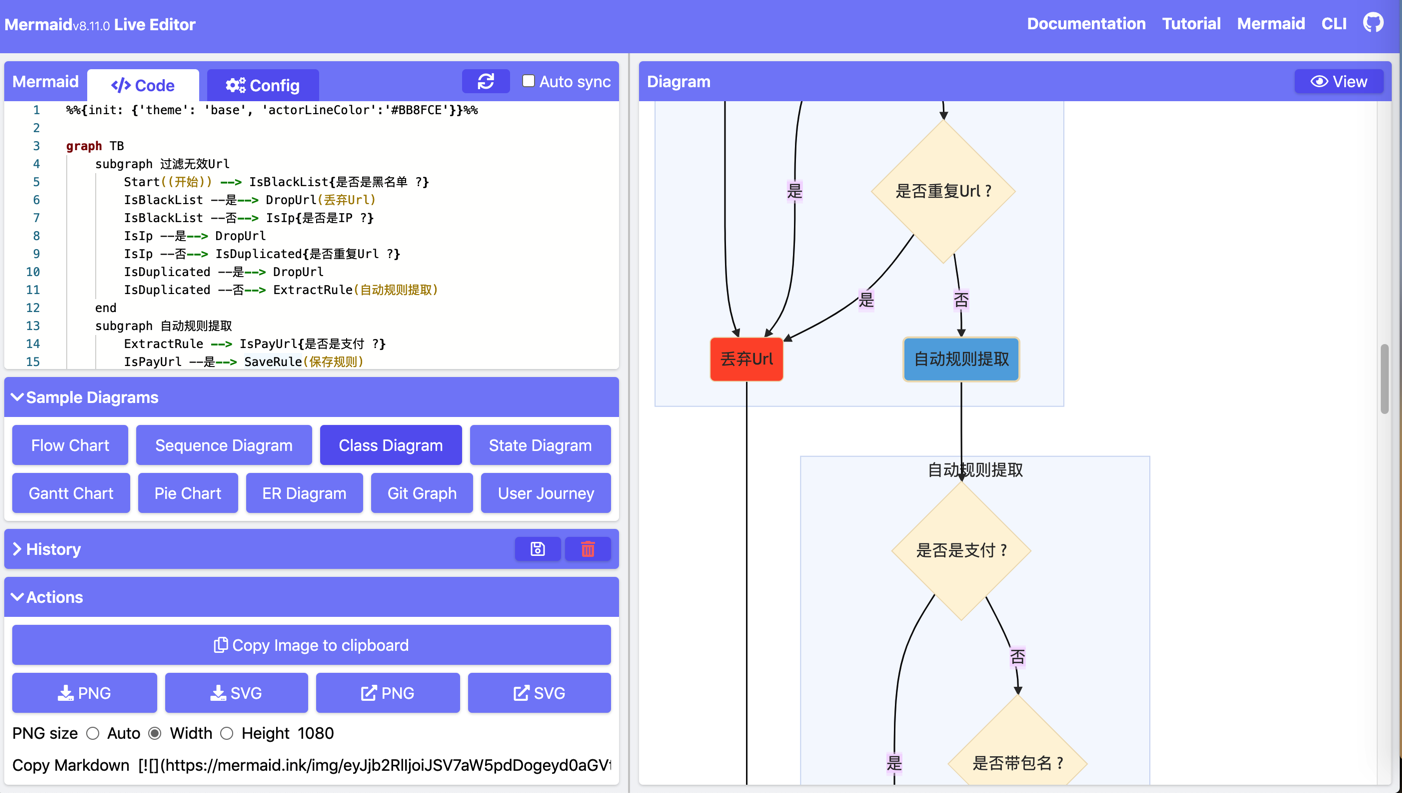 Mermaidv8.11.0 Live Editor
Documentation Tutorial Mermaid CLI
Mermaid Code Config Auto sync
1 %%{init: {'theme': 'base', 'actorLineColor':'#BB8FCE'}}%%
2
3 graph TB
4 subgraph 过滤无效Url
5 Start((开始)) --> IsBlackList{是否是黑名单 ?}
6 IsBlackList --是--> DropUrl(丢弃Url)
7 IsBlackList --否--> IsIp{是否是IP ?}
8 IsIp --是--> DropUrl
9 IsIp --否--> IsDuplicated{是否重复Url ?}
10 IsDuplicated --是--> DropUrl
11 IsDuplicated --否--> ExtractRule(自动规则提取)
12 end
13 subgraph 自动规则提取
14 ExtractRule --> IsPayUrl{是否是支付 ?}
15 IsPayUrl --是--> SaveRule(保存规则)
Sample Diagrams
Flow Chart Sequence Diagram Class Diagram State Diagram
Gantt Chart Pie Chart ER Diagram Git Graph User Journey
History
Actions
Copy Image to clipboard
PNG SVG PNG SVG
PNG size Auto Width Height 1080
Copy Markdown [![](https://mermaid.ink/img/eyJjb2RlIjoiJSV7aW5pdDogeyd0aGV
Diagram View
是否重复Url ?
是
是
否
丢弃Url
自动规则提取
自动规则提取
是否是支付 ?
否
是
是否带包名 ?